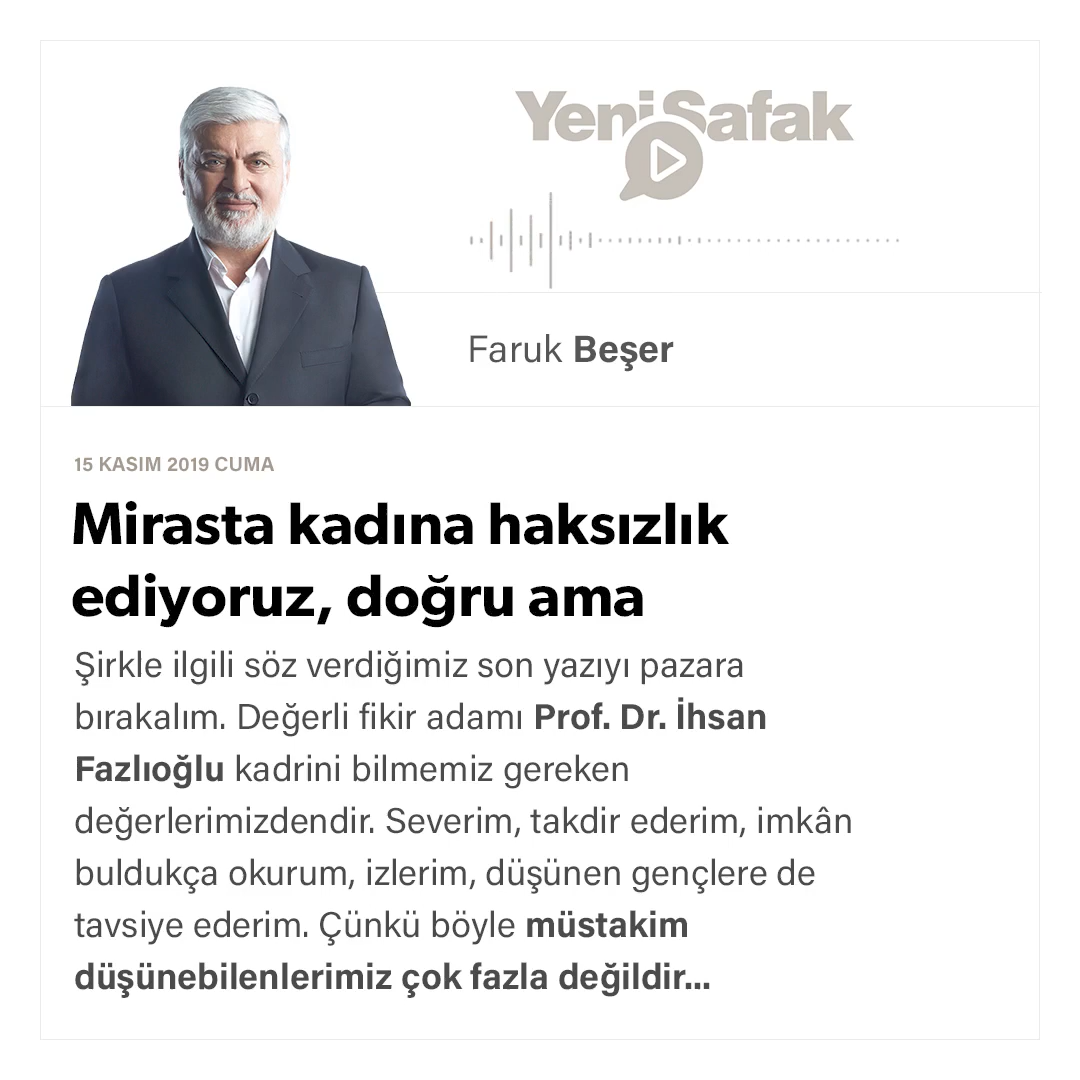 Yeni Şafak
Faruk Beşer
15 KASIM 2019 CUMA
Mirasta kadına haksızlık
ediyoruz, doğru ama
Şirkle ilgili söz verdiğimiz son yazıyı pazara
bırakalım. Değerli fikir adamı Prof. Dr. İhsan
Fazlıoğlu kadrini bilmemiz gereken
değerlerimizdendir. Severim, takdir ederim, imkân
buldukça okurum, izlerim, düşünen gençlere de
tavsiye ederim. Çünkü böyle müstakim
düşünebilenlerimiz çok fazla değildir...